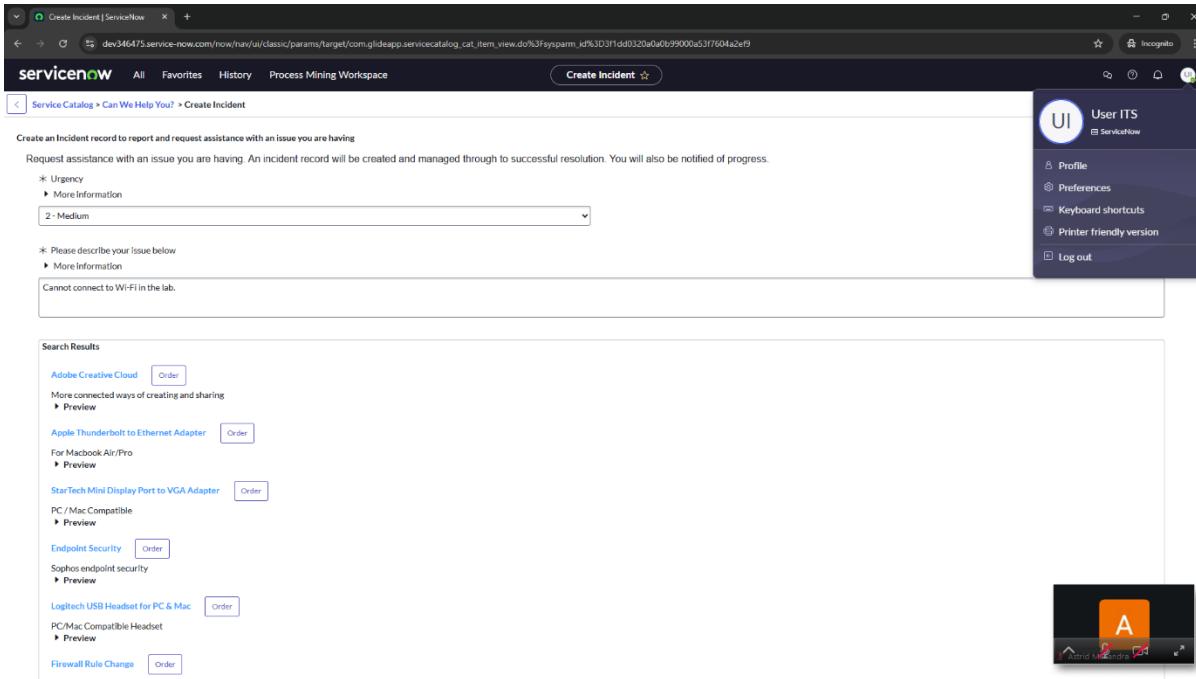 Create Incident | ServiceNow
dev346475.service-now.com/now/nav/ui/classic/params/target/com.glideapp.servicecatalog_cat_item_view.do%3Fsysparm_id%3D3f1dd0320a0a0b99000a53f7604a2ef9
Incognito
servicenow All Favorites History Process Mining Workspace Create Incident UI
Service Catalog > Can We Help You? > Create Incident
UI User ITS
ServiceNow
Profile
Preferences
Keyboard shortcuts
Printer friendly version
Log out
Create an Incident record to report and request assistance with an issue you are having
Request assistance with an issue you are having. An incident record will be created and managed through to successful resolution. You will also be notified of progress.
Urgency
More information
2 - Medium
Please describe your issue below
More information
Cannot connect to Wi-Fi in the lab.
Search Results
Adobe Creative Cloud Order
More connected ways of creating and sharing
Preview
Apple Thunderbolt to Ethernet Adapter Order
For Macbook Air/Pro
Preview
StarTech Mini Display Port to VGA Adapter Order
PC / Mac Compatible
Preview
Endpoint Security Order
Sophos endpoint security
Preview
Logitech USB Headset for PC & Mac Order
PC/Mac Compatible Headset
Preview
Firewall Rule Change Order
A
Astrid